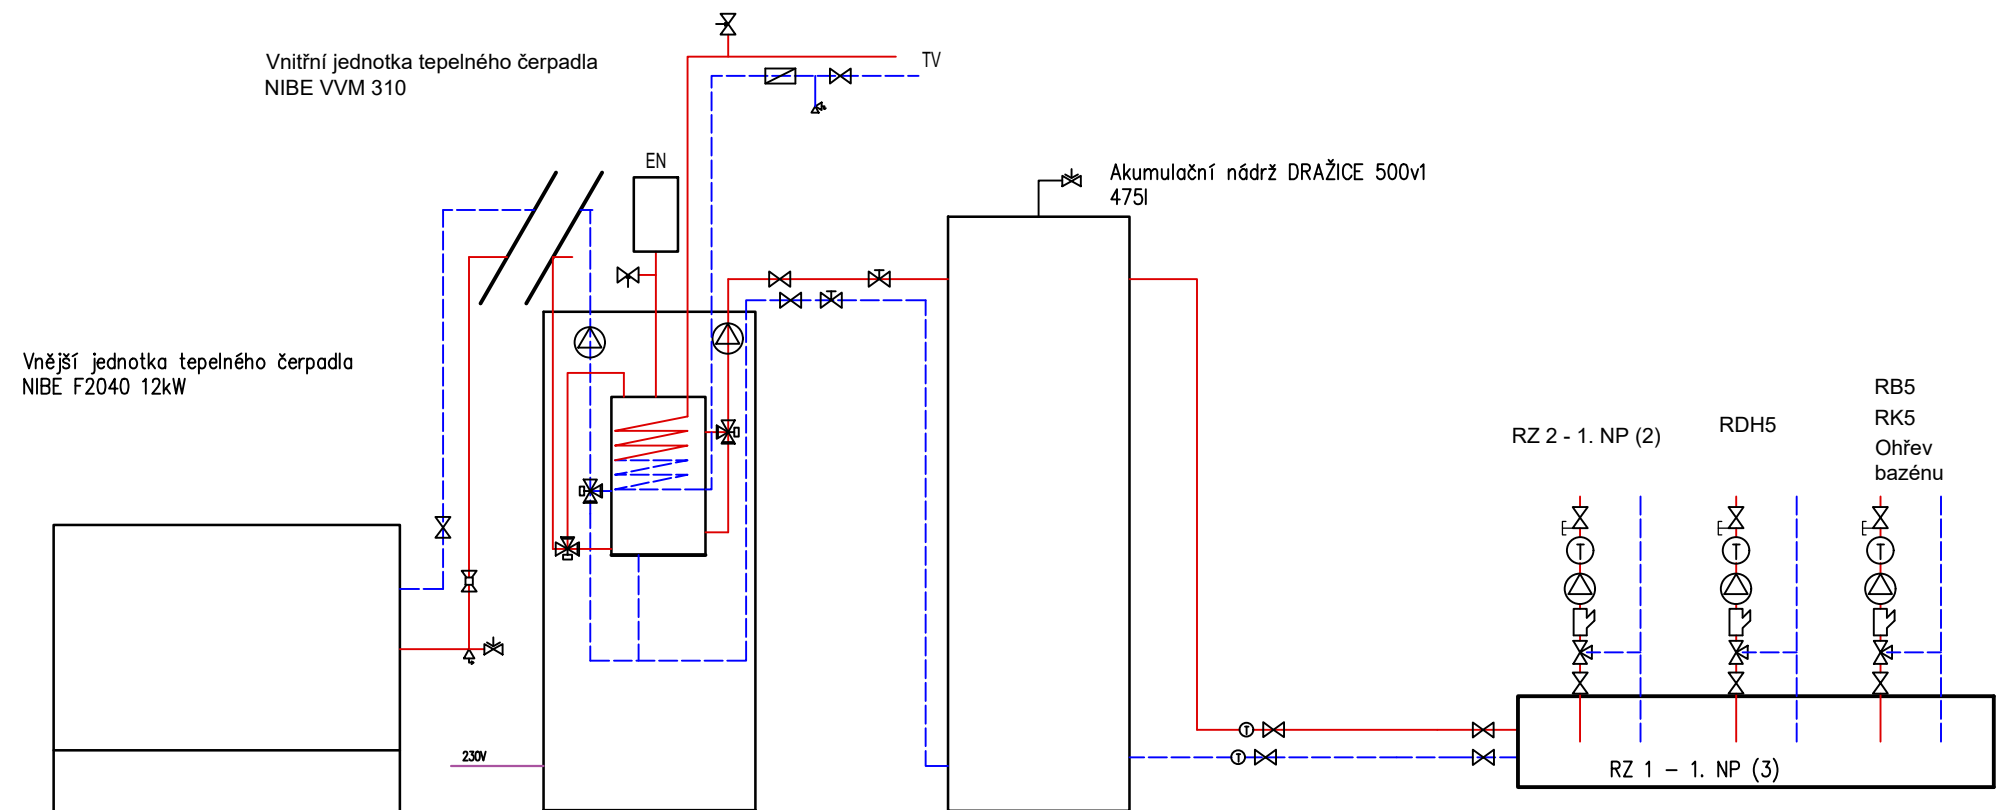 Vnitřní jednotka tepelného čerpadla
NIBE VVM 310
TV
EN
Akumulační nádrž DRAŽICE 500v1
475l
Vnější jednotka tepelného čerpadla
NIBE F2040 12kW
RZ 2 - 1. NP (2)
RDH5
RB5
RK5
Ohřev
bazénu
T
T
T
T
T
230V
RZ 1 – 1. NP (3)